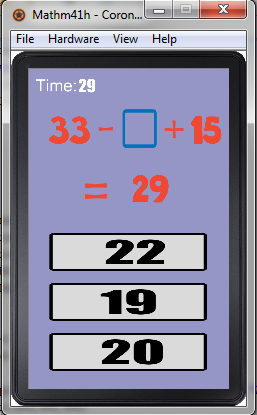 Mathm41h - Coron...
File Hardware View Help
Time:29
33 - + 15
= 29
22
19
20